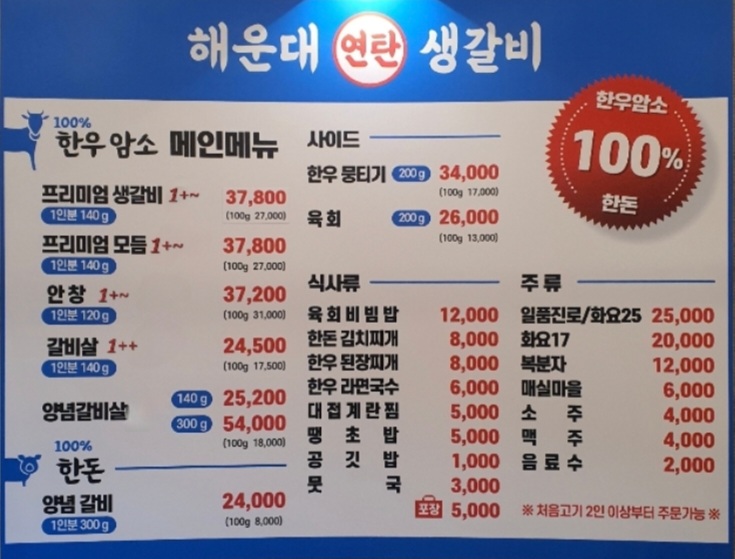 해운대 연탄 생갈비
한우암소
100%
한돈
100%
한우 암소 메인메뉴
프리미엄 생갈비 1+~ 37,800
1인분 140g (100g 27,000)
프리미엄 모듬 1+~ 37,800
1인분 140g (100g 27,000)
안창 1+~ 37,200
1인분 120g (100g 31,000)
갈비살 1++ 24,500
1인분 140g (100g 17,500)
양념갈비살 140g 25,200
300g 54,000
(100g 18,000)
100%
한돈
양념 갈비 24,000
1인분 300g (100g 8,000)
사이드
한우 뭉티기 200g 34,000
(100g 17,000)
육회 200g 26,000
(100g 13,000)
식사류
육회비빔밥 12,000
한돈 김치찌개 8,000
한우 된장찌개 8,000
한우 라면국수 6,000
대접계란찜 5,000
땡초밥 5,000
공깃밥 1,000
뭇국 3,000
포장 5,000
주류
일품진로/화요25 25,000
화요17 20,000
복분자 12,000
매실마을 6,000
소주 4,000
맥주 4,000
음료수 2,000
※ 처음고기 2인 이상부터 주문가능 ※